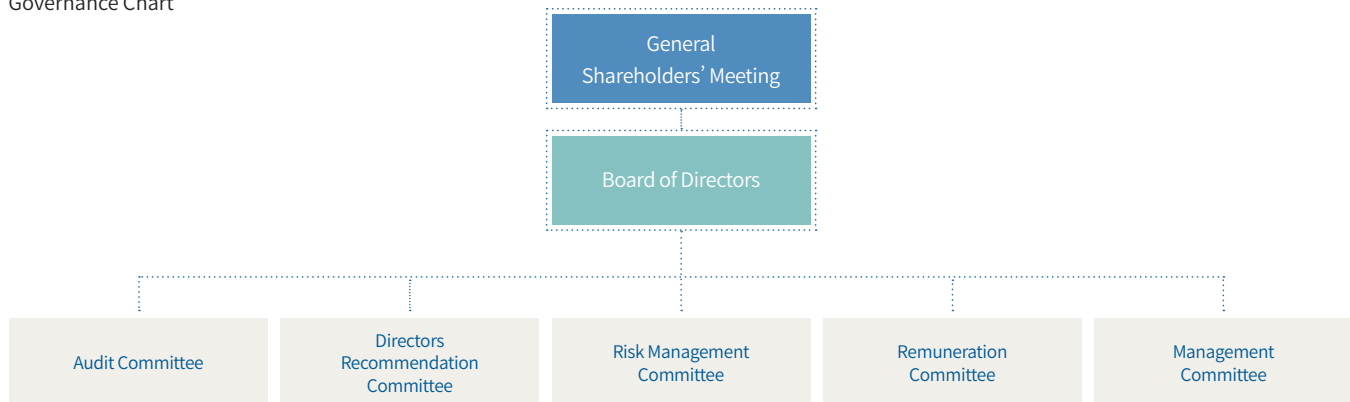 Governance Chart
General
Shareholders’ Meeting
Board of Directors
Audit Committee
Directors
Recommendation
Committee
Risk Management
Committee
Remuneration
Committee
Management
Committee